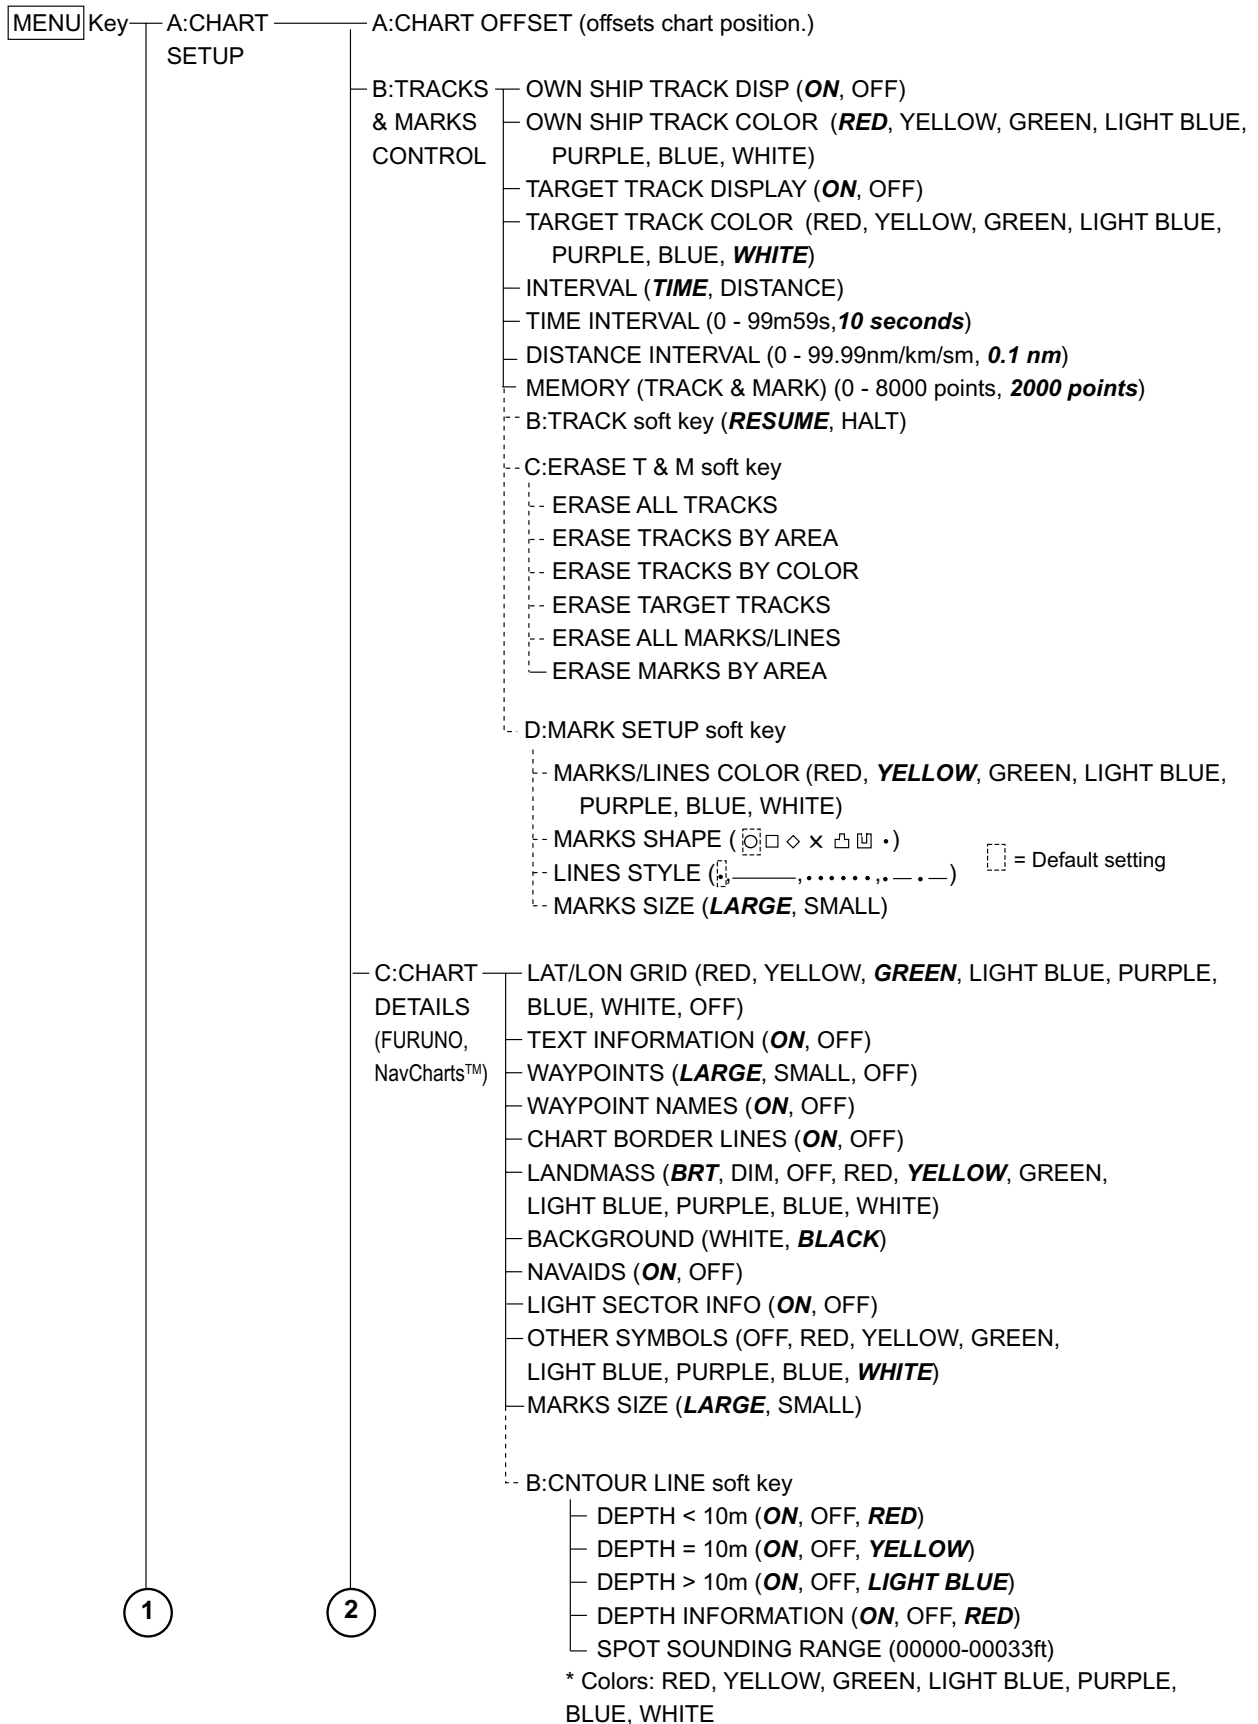 MENU Key A:CHART A:CHART OFFSET (offsets chart position.)
SETUP
B:TRACKS OWN SHIP TRACK DISP (ON, OFF)
& MARKS OWN SHIP TRACK COLOR (RED, YELLOW, GREEN, LIGHT BLUE,
CONTROL PURPLE, BLUE, WHITE)
TARGET TRACK DISPLAY (ON, OFF)
TARGET TRACK COLOR (RED, YELLOW, GREEN, LIGHT BLUE,
PURPLE, BLUE, WHITE)
INTERVAL (TIME, DISTANCE)
TIME INTERVAL (0 - 99m59s,10 seconds)
DISTANCE INTERVAL (0 - 99.99nm/km/sm, 0.1 nm)
MEMORY (TRACK & MARK) (0 - 8000 points, 2000 points)
B:TRACK soft key (RESUME, HALT)
C:ERASE T & M soft key
ERASE ALL TRACKS
ERASE TRACKS BY AREA
ERASE TRACKS BY COLOR
ERASE TARGET TRACKS
ERASE ALL MARKS/LINES
ERASE MARKS BY AREA
D:MARK SETUP soft key
MARKS/LINES COLOR (RED, YELLOW, GREEN, LIGHT BLUE,
PURPLE, BLUE, WHITE)
MARKS SHAPE ( )
= Default setting
LINES STYLE ( )
MARKS SIZE (LARGE, SMALL)
C:CHART LAT/LON GRID (RED, YELLOW, GREEN, LIGHT BLUE, PURPLE,
DETAILS BLUE, WHITE, OFF)
(FURUNO, TEXT INFORMATION (ON, OFF)
NavCharts™) WAYPOINTS (LARGE, SMALL, OFF)
WAYPOINT NAMES (ON, OFF)
CHART BORDER LINES (ON, OFF)
LANDMASS (BRT, DIM, OFF, RED, YELLOW, GREEN,
LIGHT BLUE, PURPLE, BLUE, WHITE)
BACKGROUND (WHITE, BLACK)
NAVAIDS (ON, OFF)
LIGHT SECTOR INFO (ON, OFF)
OTHER SYMBOLS (OFF, RED, YELLOW, GREEN,
LIGHT BLUE, PURPLE, BLUE, WHITE)
MARKS SIZE (LARGE, SMALL)
B:CNTOUR LINE soft key
DEPTH < 10m (ON, OFF, RED)
DEPTH = 10m (ON, OFF, YELLOW)
DEPTH > 10m (ON, OFF, LIGHT BLUE)
1 2 DEPTH INFORMATION (ON, OFF, RED)
SPOT SOUNDING RANGE (00000-00033ft)
* Colors: RED, YELLOW, GREEN, LIGHT BLUE, PURPLE,
BLUE, WHITE